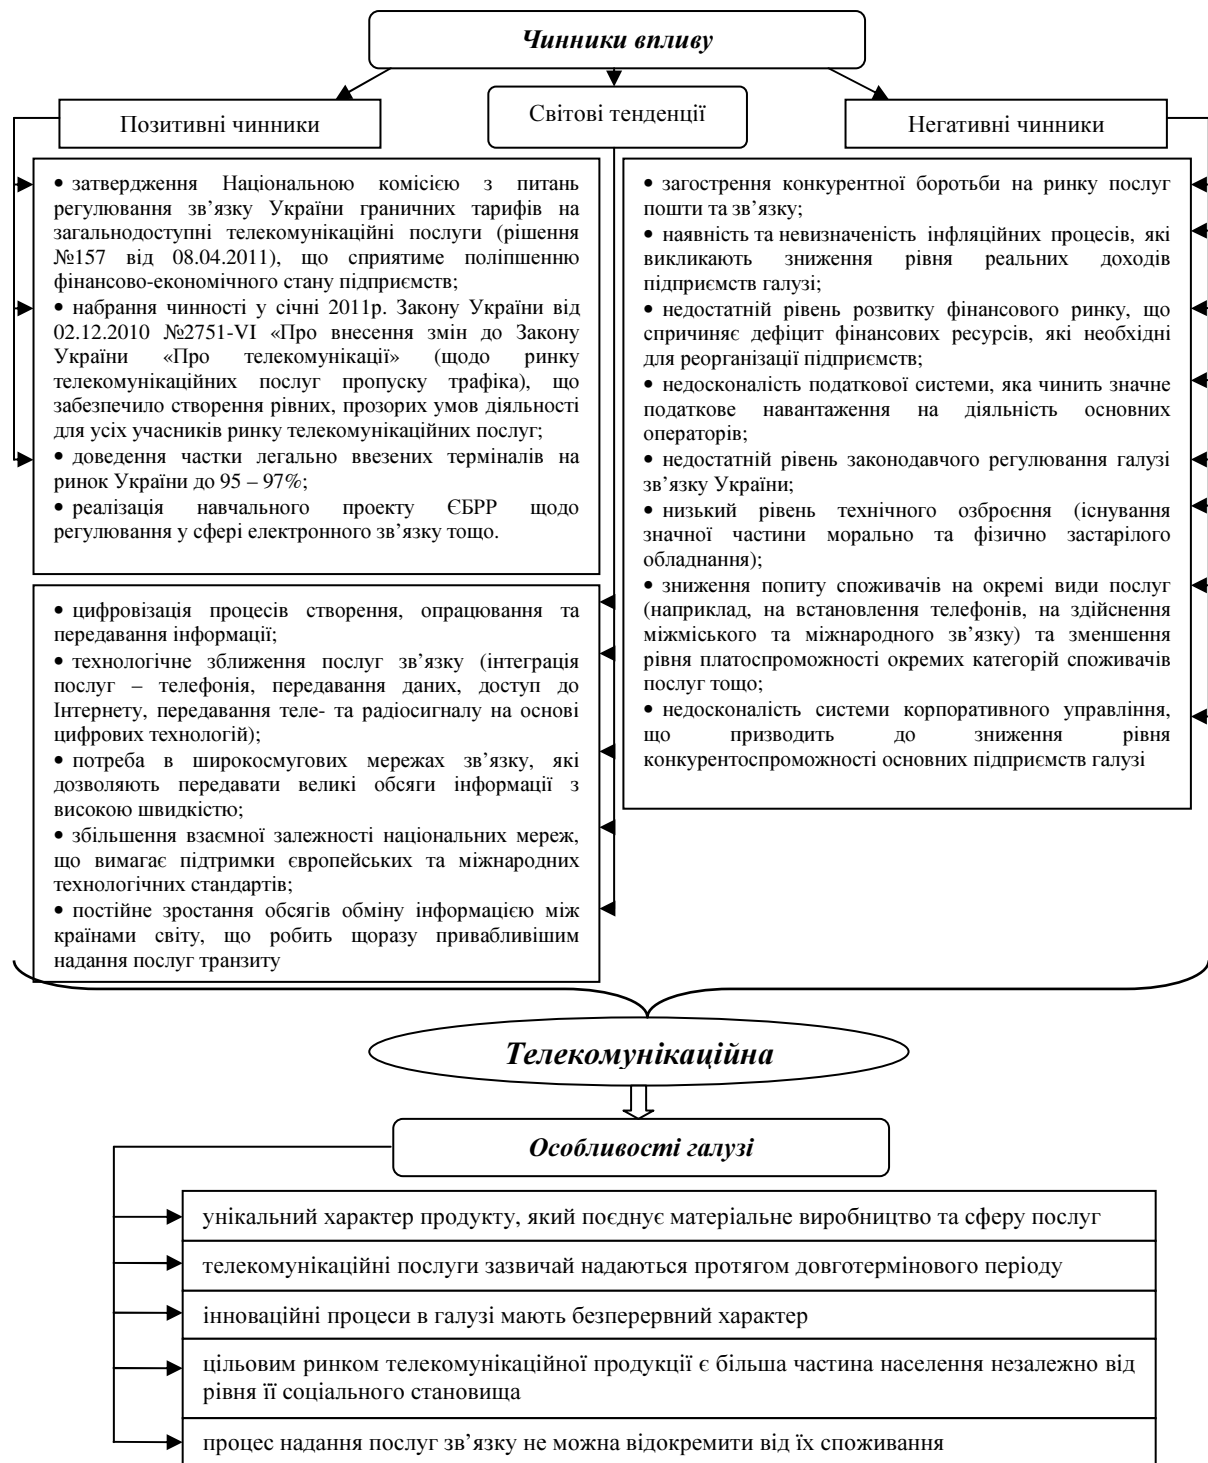 Чинники впливу
Позитивні чинники
Світові тенденції
Негативні чинники
• затвердження Національною комісією з питань
регулювання зв’язку України граничних тарифів на
загальнодоступні телекомунікаційні послуги (рішення
№157 від 08.04.2011), що сприятиме поліпшенню
фінансово-економічного стану підприємств;
• набрання чинності у січні 2011р. Закону України від
02.12.2010 №2751-VI «Про внесення змін до Закону
України «Про телекомунікації» (щодо ринку
телекомунікаційних послуг пропуску трафіка), що
забезпечило створення рівних, прозорих умов діяльності
для усіх учасників ринку телекомунікаційних послуг;
• доведення частки легально ввезених терміналів на
ринок України до 95 – 97%;
• реалізація навчального проекту ЄБРР щодо
регулювання у сфері електронного зв’язку тощо.
• цифровізація процесів створення, опрацювання та
передавання інформації;
• технологічне зближення послуг зв’язку (інтеграція
послуг – телефонія, передавання даних, доступ до
Інтернету, передавання теле- та радіосигналу на основі
цифрових технологій);
• потреба в широкосмугових мережах зв’язку, які
дозволяють передавати великі обсяги інформації з
високою швидкістю;
• збільшення взаємної залежності національних мереж,
що вимагає підтримки європейських та міжнародних
технологічних стандартів;
• постійне зростання обсягів обміну інформацією між
країнами світу, що робить щоразу привабливішим
надання послуг транзиту
• загострення конкурентної боротьби на ринку послуг
пошти та зв’язку;
• наявність та невизначеність інфляційних процесів, які
викликають зниження рівня реальних доходів
підприємств галузі;
• недостатній рівень розвитку фінансового ринку, що
спричиняє дефіцит фінансових ресурсів, які необхідні
для реорганізації підприємств;
• недосконалість податкової системи, яка чинить значне
податкове навантаження на діяльність основних
операторів;
• недостатній рівень законодавчого регулювання галузі
зв’язку України;
• низький рівень технічного озброєння (існування
значної частини морально та фізично застарілого
обладнання);
• зниження попиту споживачів на окремі види послуг
(наприклад, на встановлення телефонів, на здійснення
міжміського та міжнародного зв’язку) та зменшення
рівня платоспроможності окремих категорій споживачів
послуг тощо;
• недосконалість системи корпоративного управління,
що призводить до зниження рівня
конкурентоспроможності основних підприємств галузі
Телекомунікаційна
Особливості галузі
унікальний характер продукту, який поєднує матеріальне виробництво та сферу послуг
телекомунікаційні послуги зазвичай надаються протягом довготермінового періоду
інноваційні процеси в галузі мають безперервний характер
цільовим ринком телекомунікаційної продукції є більша частина населення незалежно від
рівня її соціального становища
процес надання послуг зв’язку не можна відокремити від їх споживання